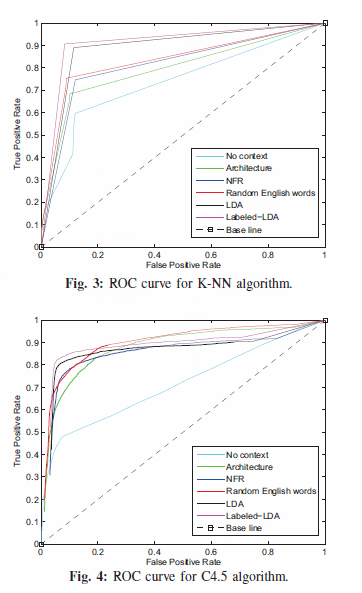 1
0.9
0.8
0.7
0.6
0.5
0.4
0.3
0.2
0.1
0
True Positive Rate
No context
Architecture
NFR
Random English words
LDA
Labeled-LDA
Base line
0 0.2 0.4 0.6 0.8 1
False Positive Rate
Fig. 3: ROC curve for K-NN algorithm.
1
0.9
0.8
0.7
0.6
0.5
0.4
0.3
0.2
0.1
0
True Positive Rate
No context
Architecture
NFR
Random English words
LDA
Labeled-LDA
Base line
0 0.2 0.4 0.6 0.8 1
False Positive Rate
Fig. 4: ROC curve for C4.5 algorithm.